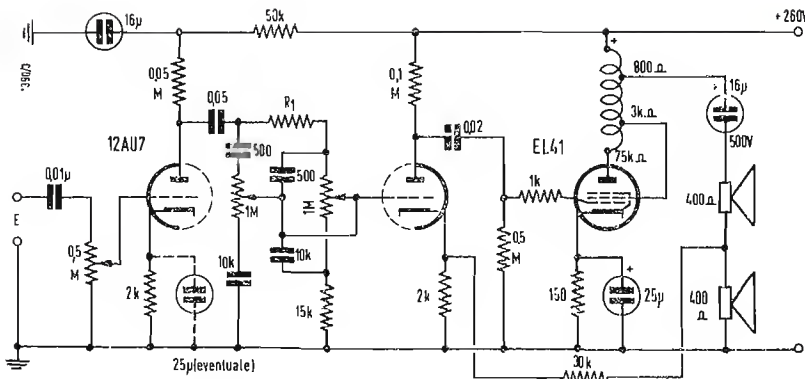 16µ
50k
+ 260V
c/osc.
0,05
M
0,05
R1
0,1
M
800 Ω
16µ
0,02
3k Ω
12AU7
500
EL41
500V
75k Ω
0,01µ
500
1k
400 Ω
E
1M
1M
0,5
M
10k
0,5
M
10k
2k
15k
2k
150
25µ
400
Ω
25µ(eventuale)
30k